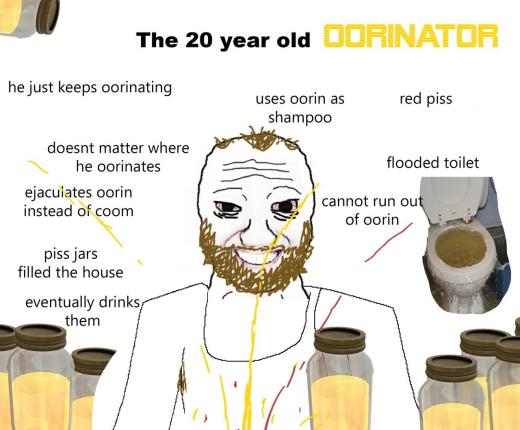 The 20 year old OORINATOR
he just keeps oorinating
uses oorin as
shampoo
red piss
doesnt matter where
he oorinates
flooded toilet
ejaculates oorin
instead of coom
cannot run out
of oorin
piss jars
filled the house
eventually drinks
them